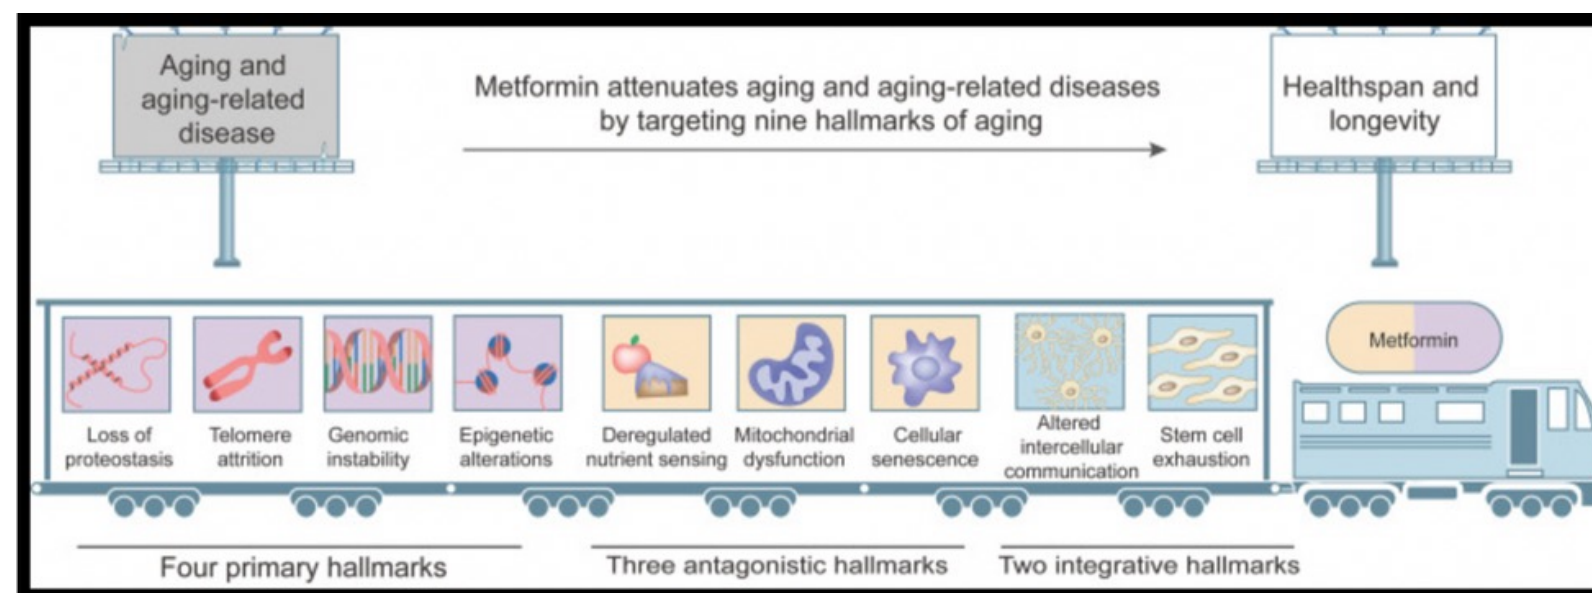 Aging and
aging-related
disease
Metformin attenuates aging and aging-related diseases
by targeting nine hallmarks of aging
Healthspan and
longevity
Metformin
Loss of
proteostasis
Telomere
attrition
Genomic
instability
Epigenetic
alterations
Deregulated
nutrient sensing
Mitochondrial
dysfunction
Cellular
senescence
Altered
intercellular
communication
Stem cell
exhaustion
Four primary hallmarks
Three antagonistic hallmarks
Two integrative hallmarks